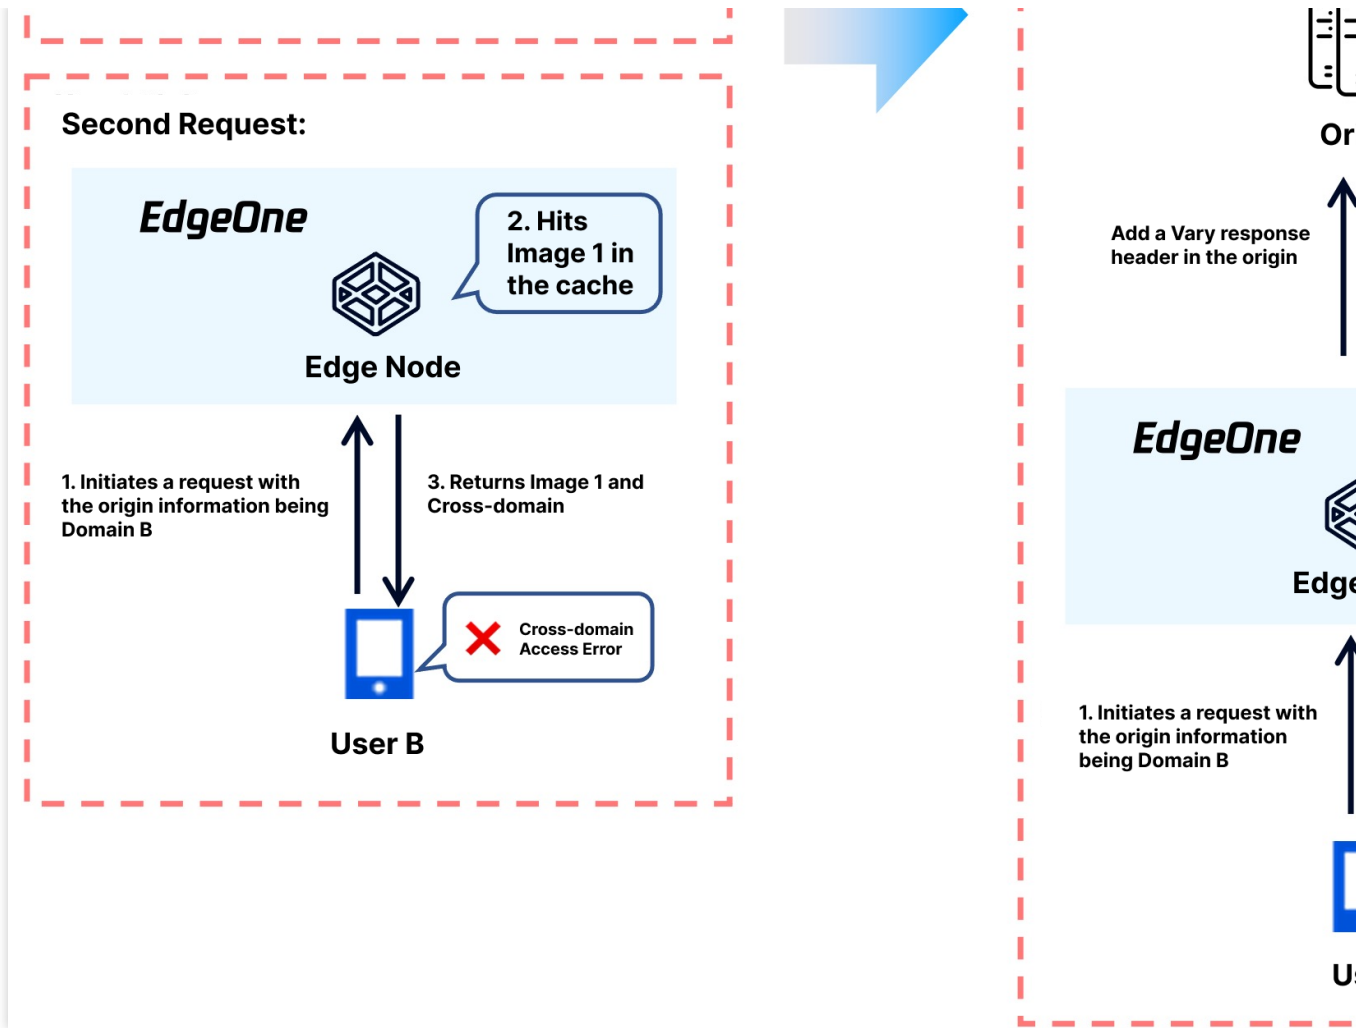 Second Request:
EdgeOne
2. Hits
Image 1 in
the cache
Edge Node
1. Initiates a request with
the origin information being
Domain B
3. Returns Image 1 and
Cross-domain
Cross-domain
Access Error
User B
Add a Vary response
header in the origin
EdgeOne
1. Initiates a request with
the origin information
being Domain B